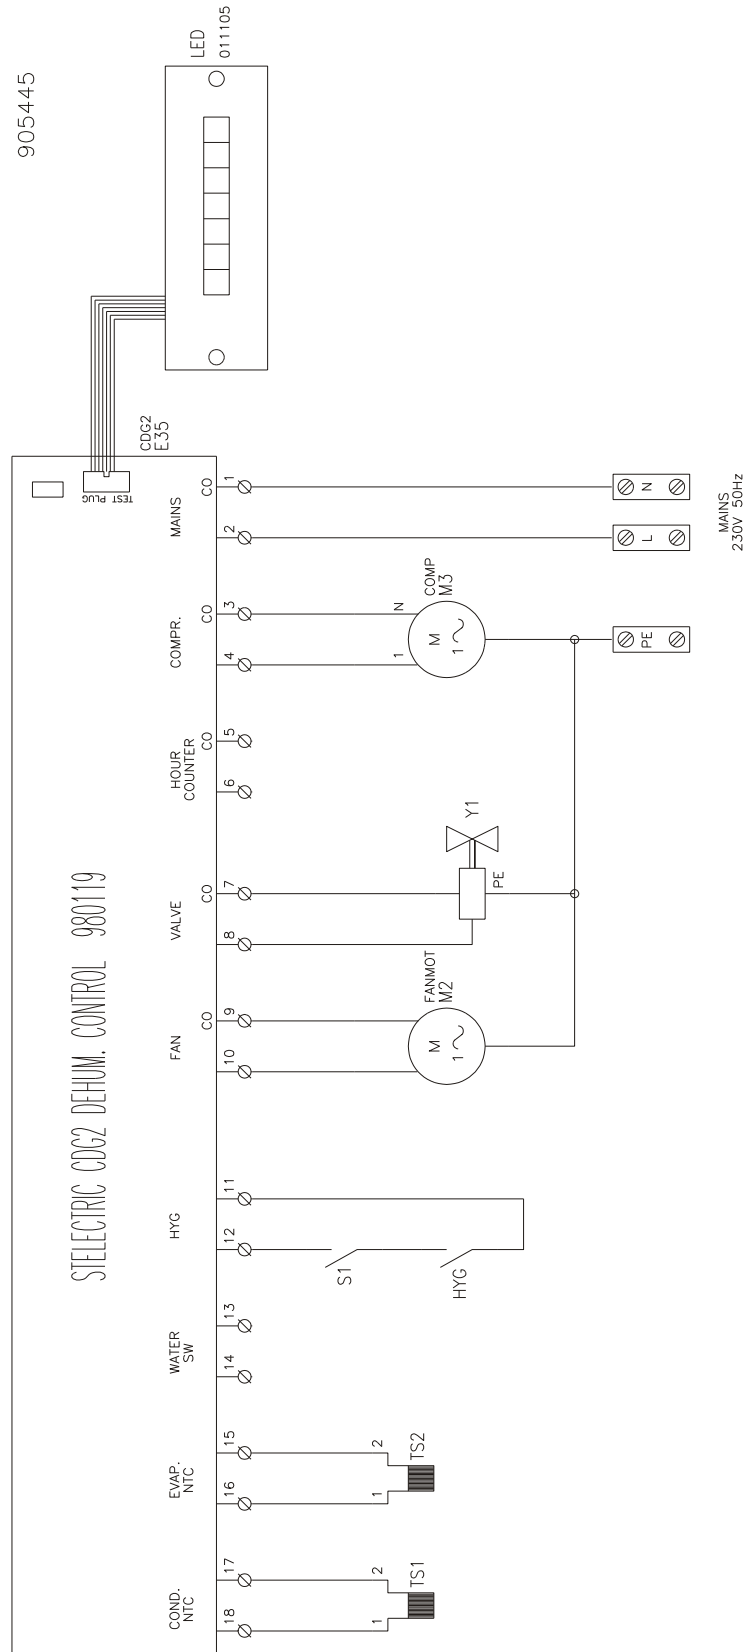 905445
LED
011105
CDG2
E35
TEST PLUG
STELECTRIC CDG2 DEHUM. CONTROL 980119
COND.
NTC
EVAP.
NTC
WATER
SW
HYG
FAN
VALVE
HOUR
COUNTER
COMPR.
MAINS
CO
CO
CO
CO
CO
18
17
16
15
14
13
12
11
10
9
8
7
6
5
4
3
2
1
1
2
TS1
1
2
TS2
S1
HYG
FANMOT
M2
M
1
Y1
PE
1
N
COMP
M3
M
1
PE
L
N
MAINS
230V 50Hz